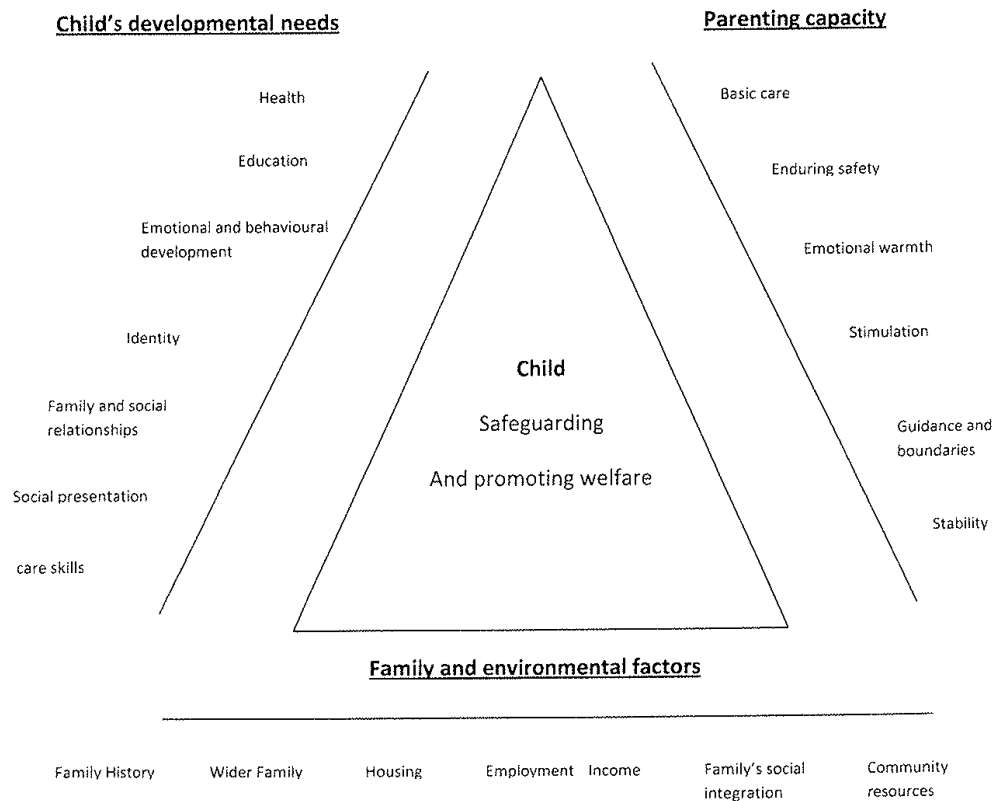 Child's developmental needs
Health
Education
Emotional and behavioural
development
Identity
Family and social
relationships
Social presentation
care skills
Parenting capacity
Basic care
Enduring safety
Emotional warmth
Stimulation
Guidance and
boundaries
Stability
Child
Safeguarding
And promoting welfare
Family and environmental factors
Family History
Wider Family
Housing
Employment
Income
Family's social
integration
Community
resources